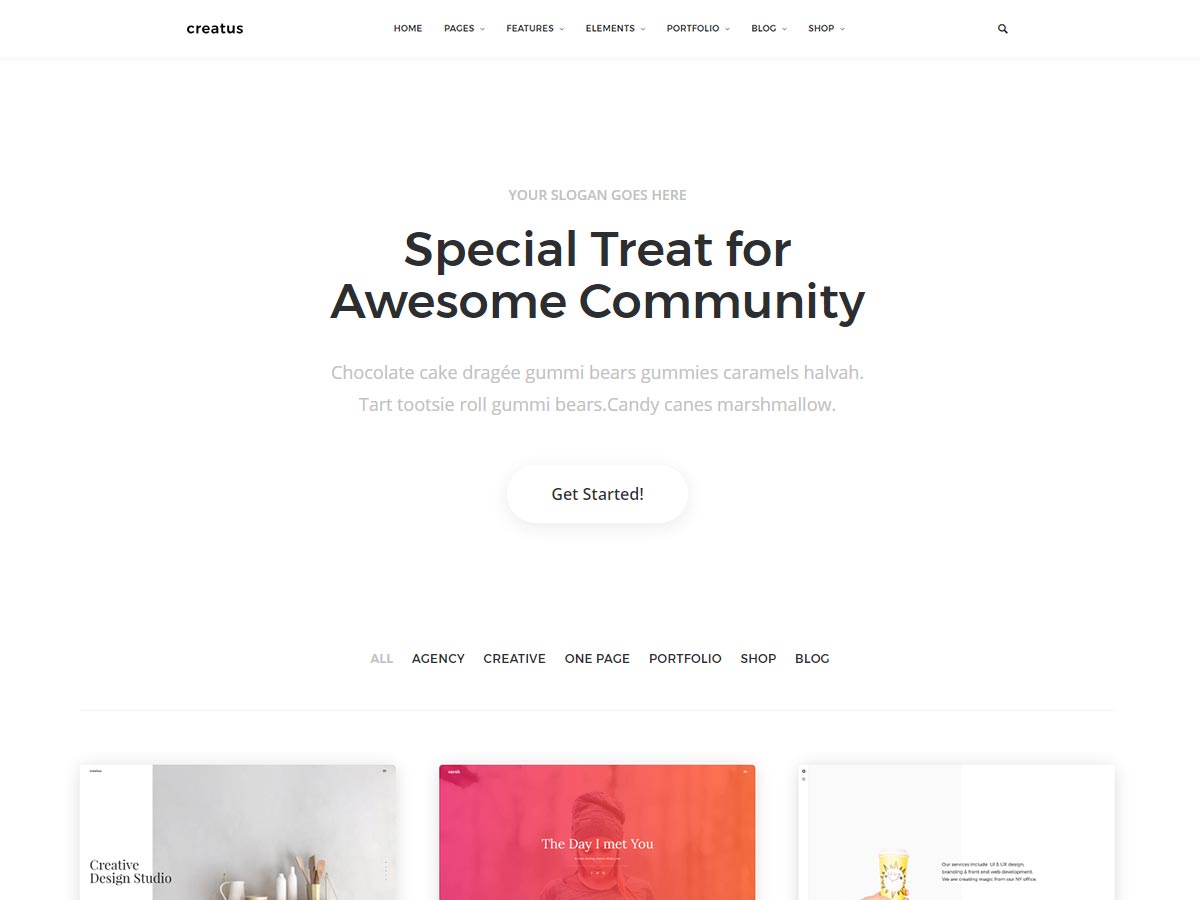 creatus
HOME PAGES FEATURES ELEMENTS PORTFOLIO BLOG SHOP
YOUR SLOGAN GOES HERE
Special Treat for
Awesome Community
Chocolate cake dragée gummi bears gummies caramels halvah.
Tart tootsie roll gummi bears.Candy canes marshmallow.
Get Started!
ALL AGENCY CREATIVE ONE PAGE PORTFOLIO SHOP BLOG
creatus
Creative
Design Studio
sarah
The Day I met You
Our services include UI & UX design,
branding & front end web development.
We are creating magic from our NY office.